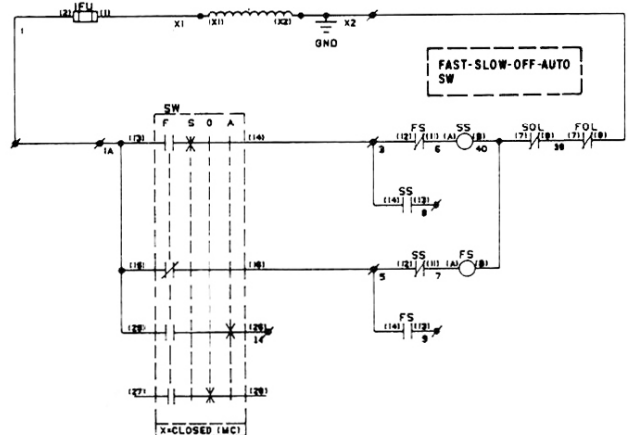 1FU
(2) (1)
X1 (X1) (X2) X2
1
GND
FAST-SLOW-OFF-AUTO
SW
SW
F S O A
(13) (14)
1A
3
FS SS SOL FOL
(12) (11) (A) (B) (7) (8) (7) (8)
6 40 39
SS
(14) (13)
8
(15) (16)
5
SS FS
(12) (11) (A) (B)
7
(25) (26)
14
FS
(14) (13)
9
(27) (28)
X=CLOSED (MC)